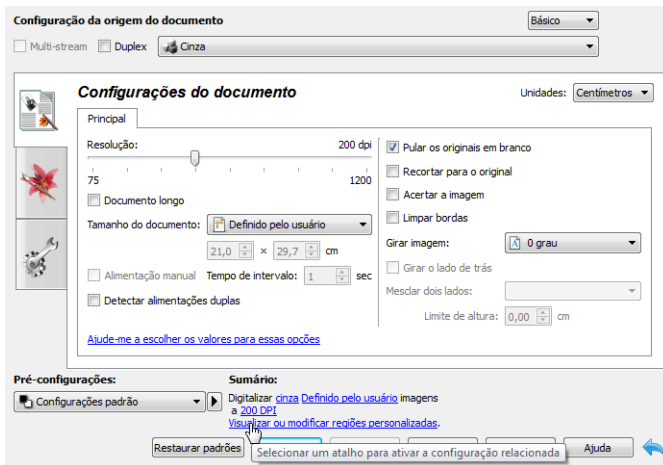 Configuração da origem do documento
Básico
Multi-stream
Duplex
Cinza
Configurações do documento
Unidades:
Centímetros
Principal
Resolução:
200 dpi
75
1200
Documento longo
Tamanho do documento:
Definido pelo usuário
21,0 × 29,7 cm
Alimentação manual
Tempo de intervalo:
1
sec
Detectar alimentações duplas
Ajude-me a escolher os valores para essas opções
Pular os originais em branco
Recortar para o original
Acertar a imagem
Limpar bordas
Girar imagem:
0 grau
Girar o lado de trás
Mesclar dois lados:
Limite de altura:
0,00
cm
Pré-configurações:
Configurações padrão
Sumário:
Digitalizar cinza Definido pelo usuário imagens
a 200 DPI
Visualizar ou modificar regiões personalizadas.
Restaurar padrões
Selecionar um atalho para ativar a configuração relacionada
Ajuda